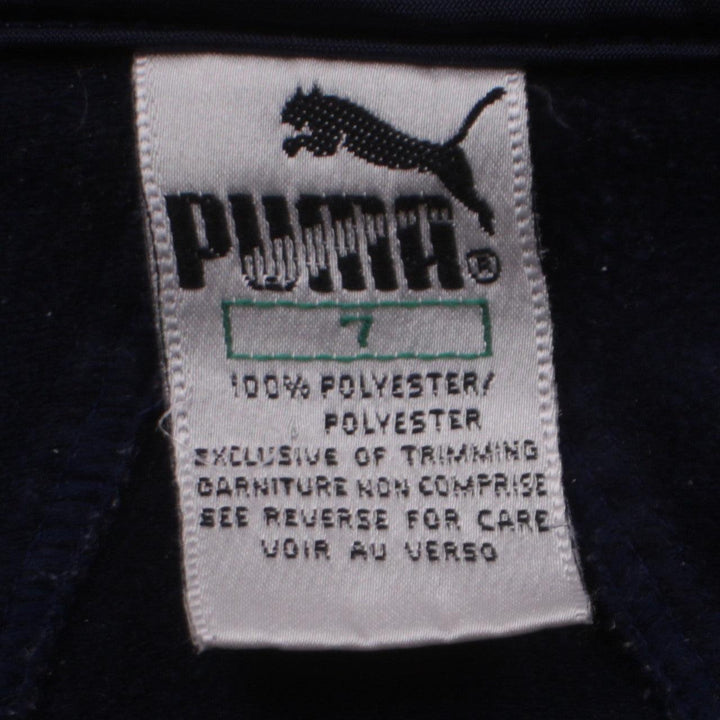 PUMA®
7
100% POLYESTER/
POLYESTER
EXCLUSIVE OF TRIMMING
GARNITURE NON COMPRISE
SEE REVERSE FOR CARE
VOIR AU VERSO